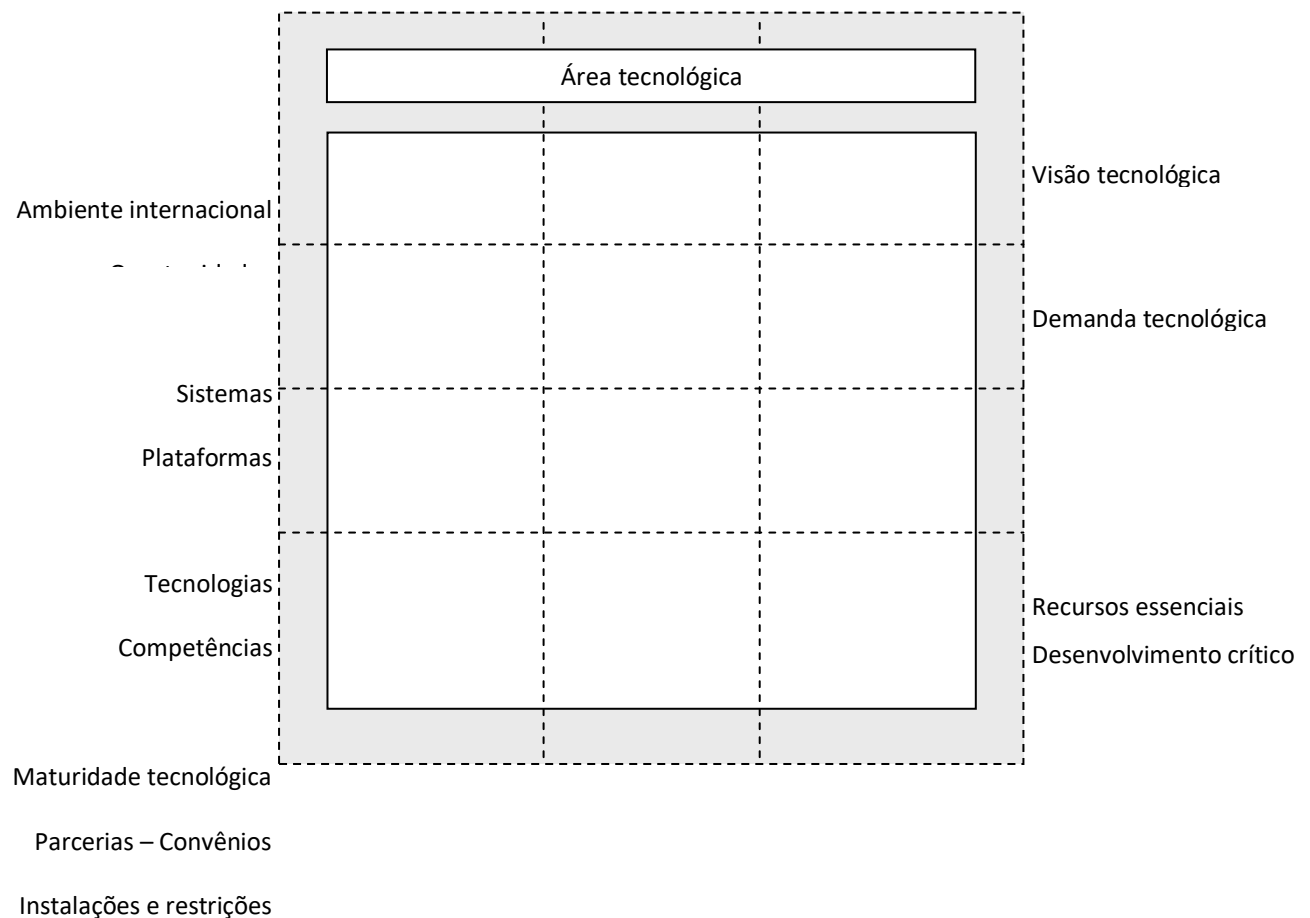 Área tecnológica
Visão tecnológica
Ambiente internacional
Demanda tecnológica
Sistemas
Plataformas
Tecnologias
Recursos essenciais
Competências
Desenvolvimento crítico
Maturidade tecnológica
Parcerias – Convênios
Instalações e restrições